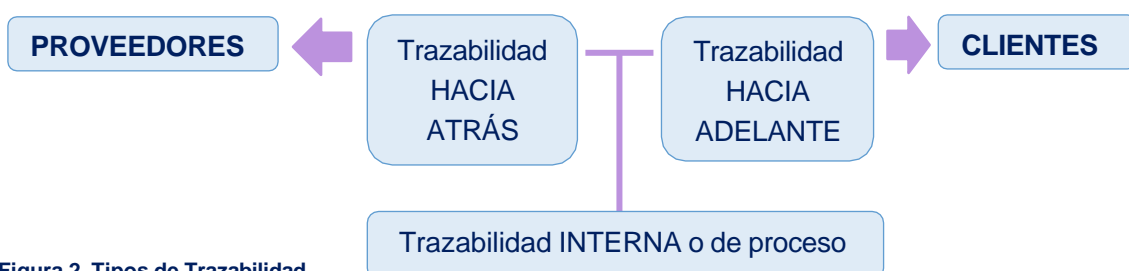 PROVEEDORES
Trazabilidad
HACIA
ATRÁS
Trazabilidad
HACIA
ADELANTE
CLIENTES
Trazabilidad INTERNA o de proceso
Figura 2. Tipos de Trazabilidad